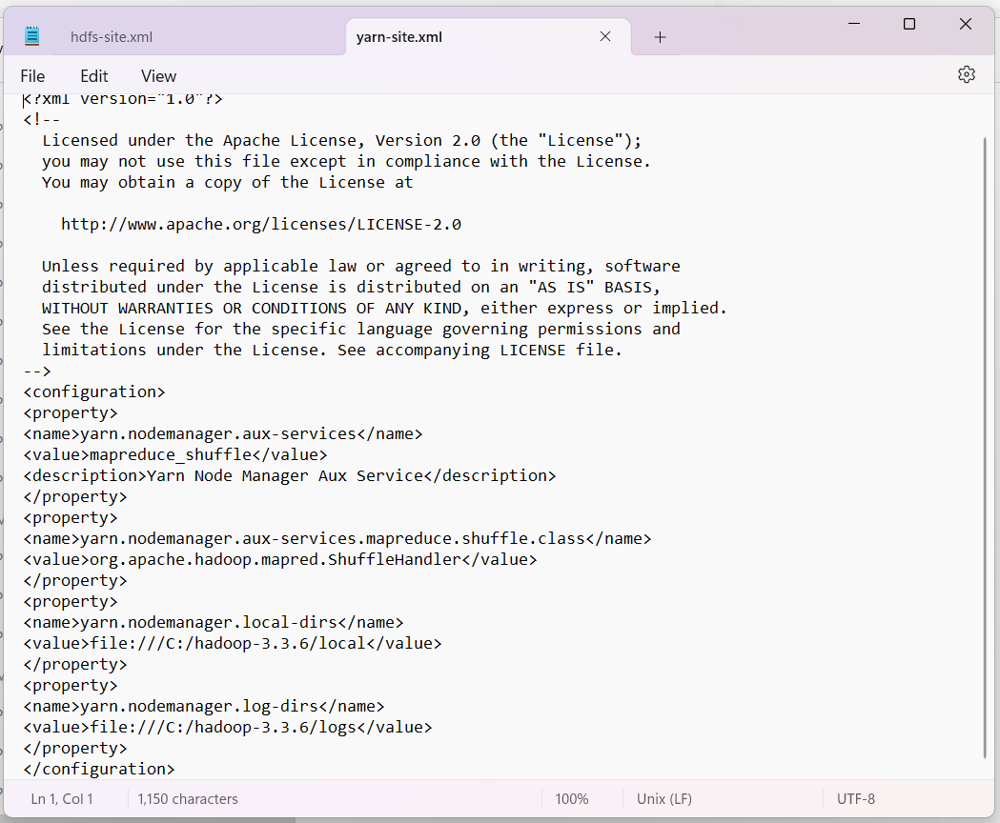 hdfs-site.xml
yarn-site.xml
File
Edit
View
<?xml version="1.0"?>
<!--
  Licensed under the Apache License, Version 2.0 (the "License");
  you may not use this file except in compliance with the License.
  You may obtain a copy of the License at

    http://www.apache.org/licenses/LICENSE-2.0

  Unless required by applicable law or agreed to in writing, software
  distributed under the License is distributed on an "AS IS" BASIS,
  WITHOUT WARRANTIES OR CONDITIONS OF ANY KIND, either express or implied.
  See the License for the specific language governing permissions and
  limitations under the License. See accompanying LICENSE file.
-->
<configuration>
<property>
<name>yarn.nodemanager.aux-services</name>
<value>mapreduce_shuffle</value>
<description>Yarn Node Manager Aux Service</description>
</property>
<property>
<name>yarn.nodemanager.aux-services.mapreduce.shuffle.class</name>
<value>org.apache.hadoop.mapred.ShuffleHandler</value>
</property>
<property>
<name>yarn.nodemanager.local-dirs</name>
<value>file:///C:/hadoop-3.3.6/local</value>
</property>
<property>
<name>yarn.nodemanager.log-dirs</name>
<value>file:///C:/hadoop-3.3.6/logs</value>
</property>
</configuration>
Ln 1, Col 1
1,150 characters
100%
Unix (LF)
UTF-8